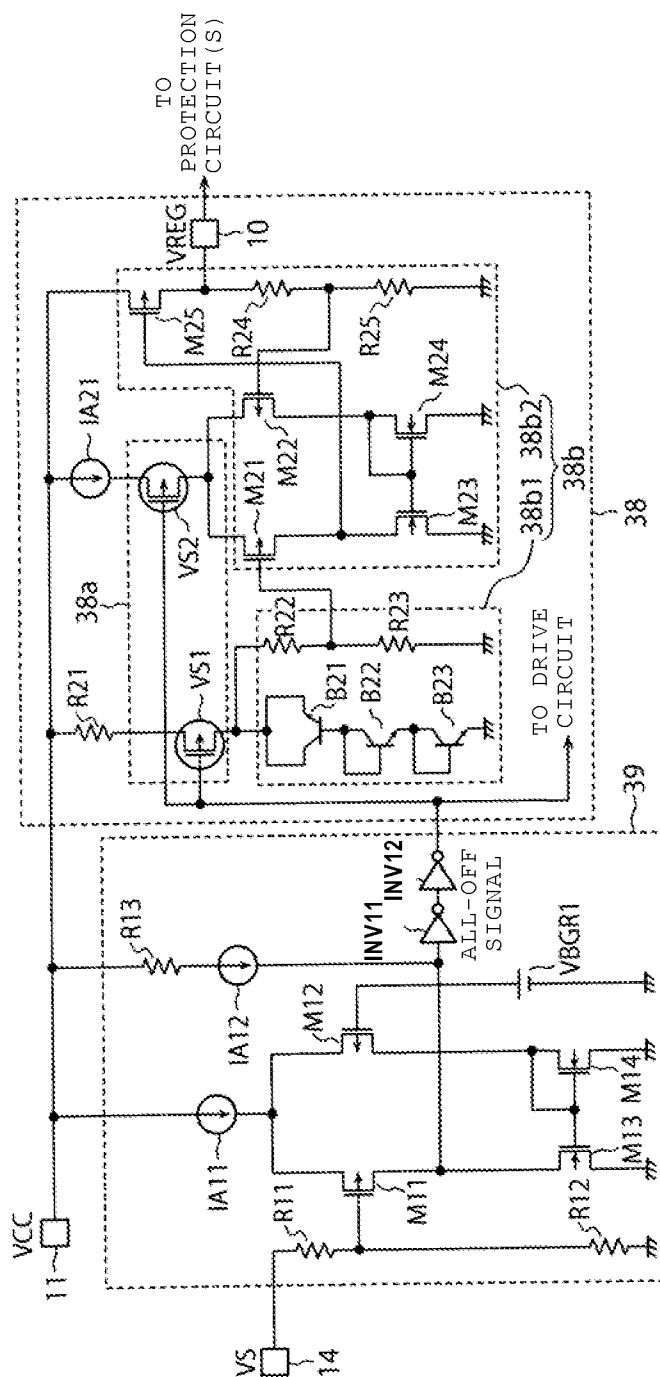 VCC
11
VS
14
R11
R12
IA11
M11
M12
M13
M14
VBGR1
R13
IA12
INV11
INV12
ALL-OFF
SIGNAL
39
R21
38a
VS1
VS2
IA21
B21
B22
B23
R22
R23
M21
M22
M23
M24
M25
R24
R25
VREG
10
TO
PROTECTION
CIRCUIT(S)
38b1
38b2
38b
38
TO DRIVE
CIRCUIT